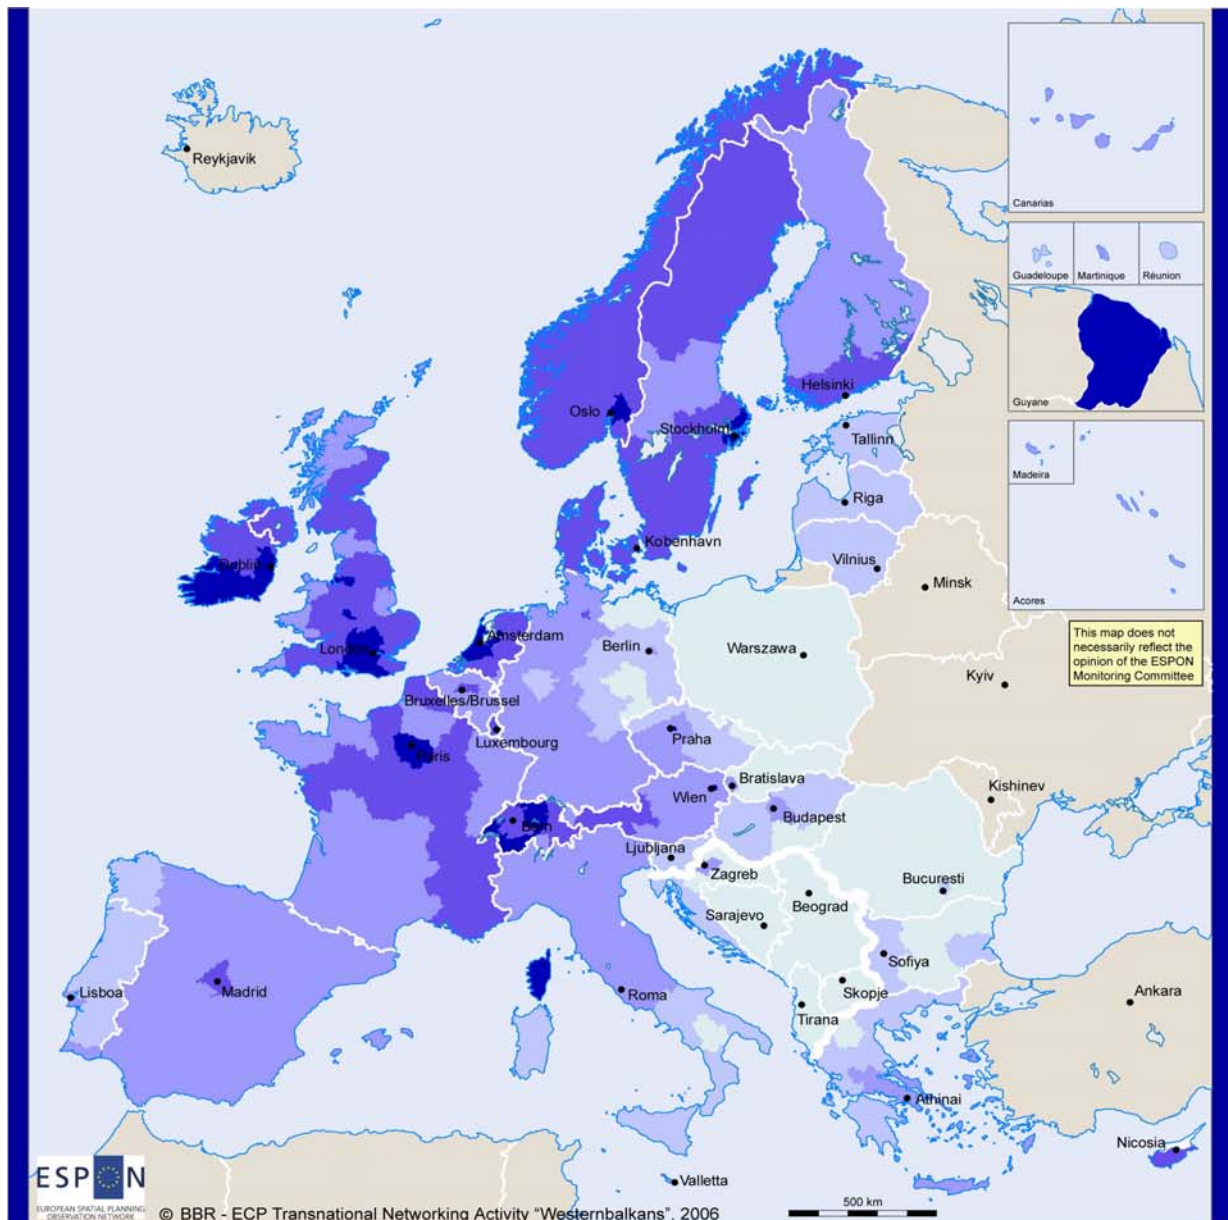 Reykjavik
Canarias
Guadeloupe
Martinique
Réunion
Guyane
Madeira
Acores
This map does not
necessarily reflect the
opinion of the ESPON
Monitoring Committee
Helsinki
Oslo
Stockholm
Tallinn
Riga
Kobenhavn
Vilnius
Dublin
Minsk
Amsterdam
London
Berlin
Warszawa
Kyiv
Bruxelles/Brussel
Luxembourg
Praha
Paris
Bratislava
Wien
Kishinev
Budapest
Bern
Ljubljana
Zagreb
Bucuresti
Beograd
Sarajevo
Sofiya
Lisboa
Madrid
Roma
Skopje
Ankara
Tirana
Athinai
Nicosia
Valletta
ESPON
EUROPEAN SPATIAL PLANNING
OBSERVATION NETWORK
© BBR - ECP Transnational Networking Activity "Westernbalkans", 2006
500 km